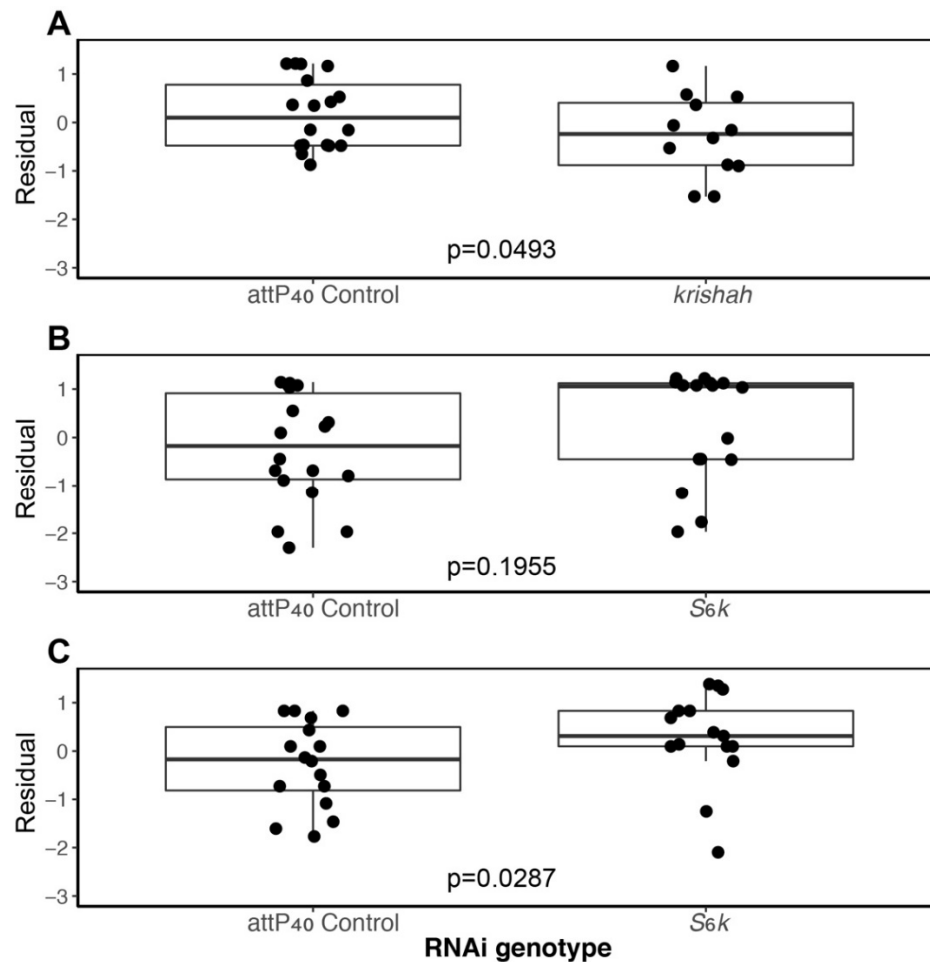 A
Residual
1
0
−1
−2
−3
p=0.0493
attP40 Control
krishah
B
Residual
1
0
−1
−2
−3
p=0.1955
attP40 Control
S6k
C
Residual
1
0
−1
−2
−3
p=0.0287
attP40 Control
S6k
RNAi genotype